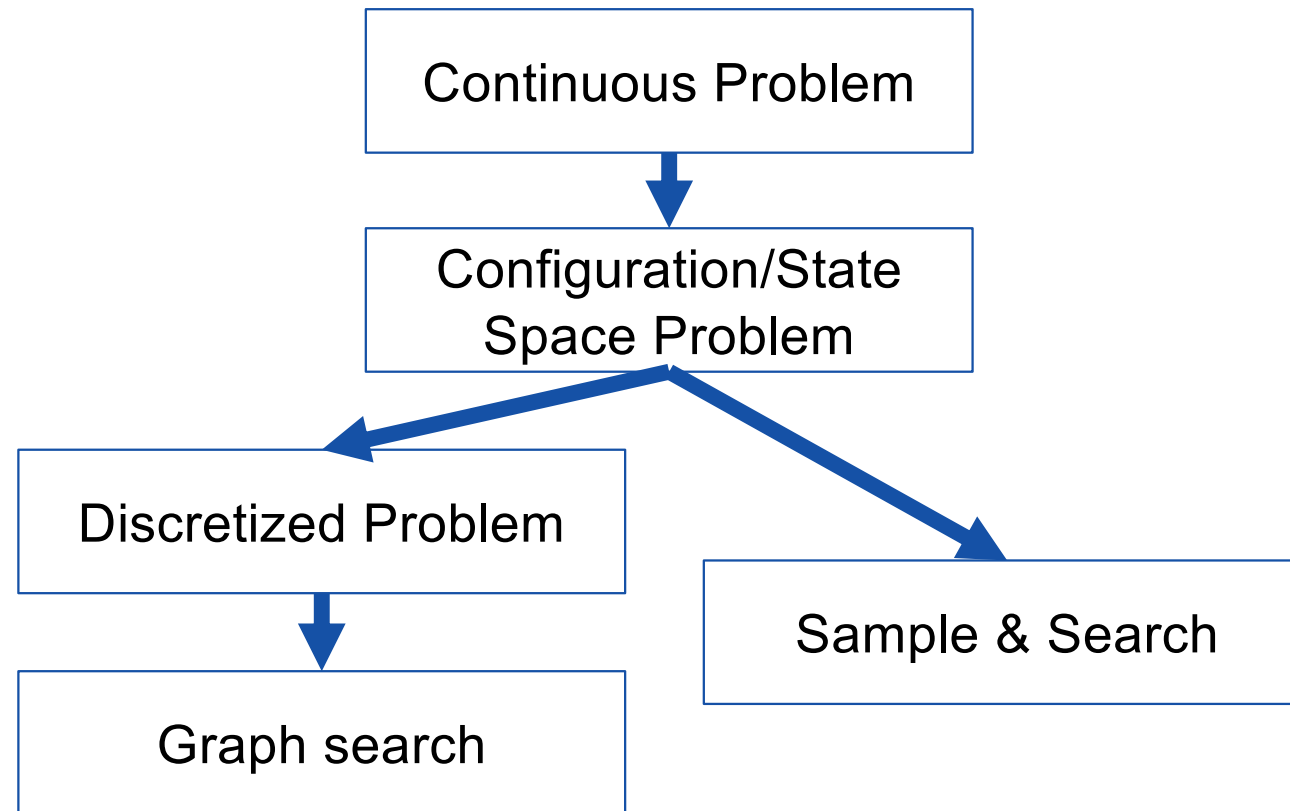 Continuous Problem
Configuration/State
Space Problem
Discretized Problem
Sample & Search
Graph search